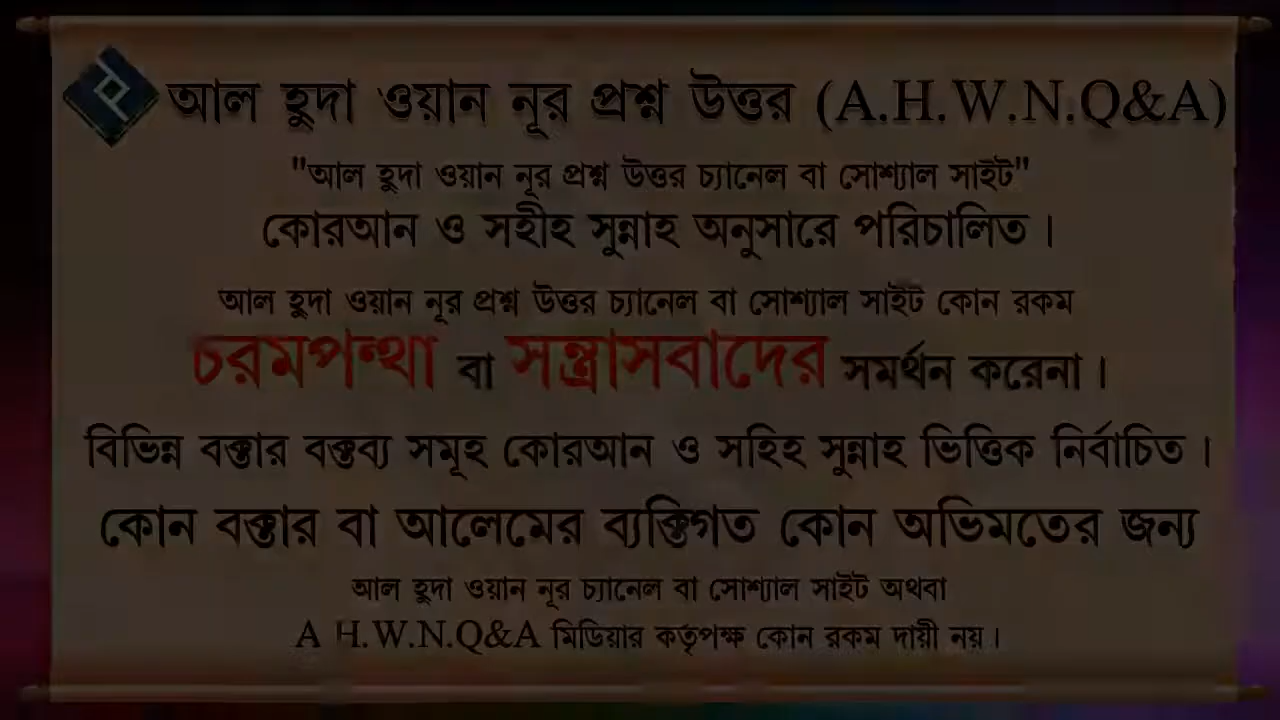 আল হুদা ওয়ান নূর প্রশ্ন উত্তর (A.H.W.N.Q&A)
"আল হুদা ওয়ান নূর প্রশ্ন উত্তর চ্যানেল বা সোশ্যাল সাইট"
কোরআন ও সহীহ সুন্নাহ অনুসারে পরিচালিত।
আল হুদা ওয়ান নূর প্রশ্ন উত্তর চ্যানেল বা সোশ্যাল সাইট কোন রকম
চরমপন্থা বা সন্ত্রাসবাদের সমর্থন করেনা।
বিভিন্ন বক্তার বক্তব্য সমূহ কোরআন ও সহিহ সুন্নাহ ভিত্তিক নির্বাচিত।
কোন বক্তার বা আলেমের ব্যক্তিগত কোন অভিমতের জন্য
আল হুদা ওয়ান নূর চ্যানেল বা সোশ্যাল সাইট অথবা
A H.W.N.Q&A মিডিয়ার কর্তৃপক্ষ কোন রকম দায়ী নয়।